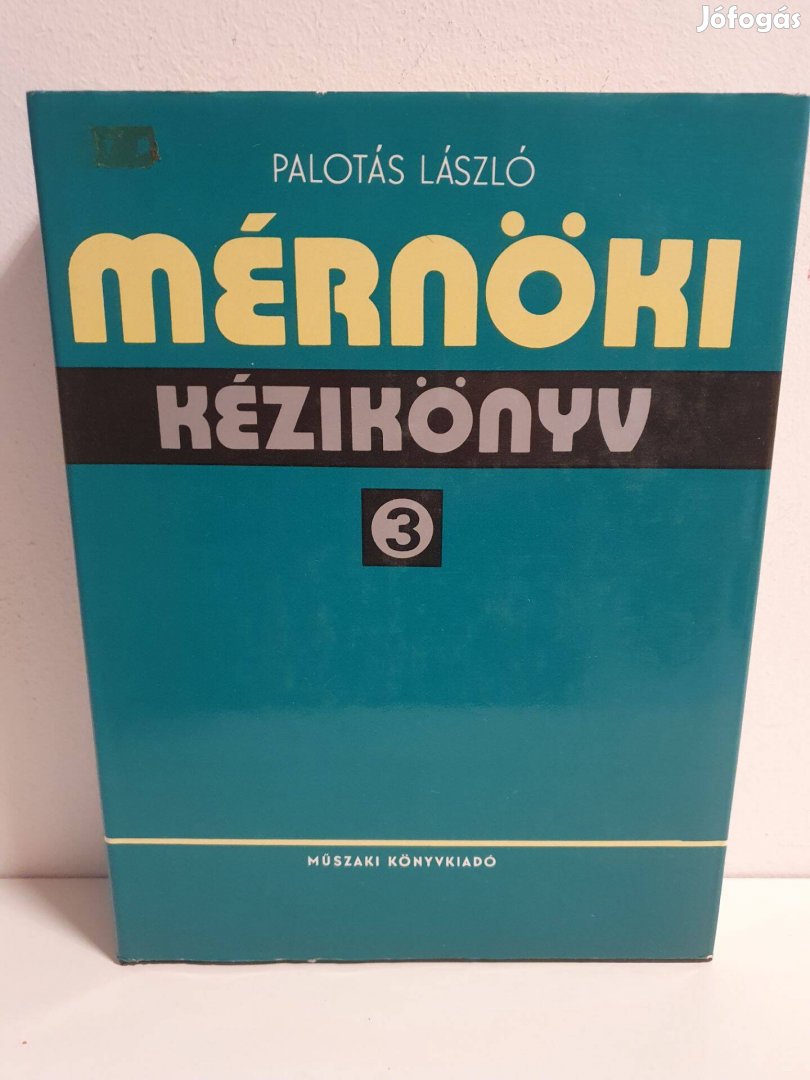 Jófogás
PALOTÁS LÁSZLÓ
MÉRNÖKI
KÉZIKÖNYV
3
MŰSZAKI KÖNYVKIADÓ